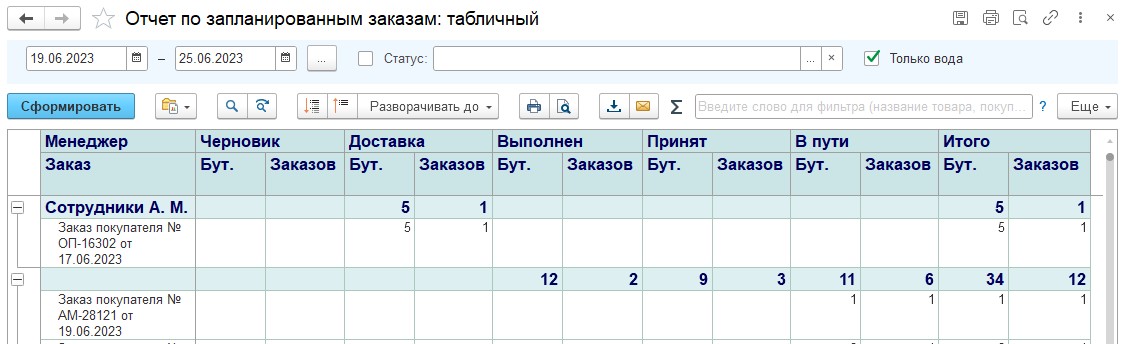 Отчет по запланированным заказам: табличный
19.06.2023 – 25.06.2023 ... Статус: ... × Только вода
Сформировать Разворачивать до Σ Введите слово для фильтра (название товара, покуп... ? Еще
Менеджер Черновик Доставка Выполнен Принят В пути Итого
Заказ Бут. Заказов Бут. Заказов Бут. Заказов Бут. Заказов Бут. Заказов Бут. Заказов
Сотрудники А. М. 5 1 5 1
Заказ покупателя № 5 1 5 1
ОП-16302 от
17.06.2023
12 2 9 3 11 6 34 12
Заказ покупателя № 1 1 1 1
АМ-28121 от
19.06.2023